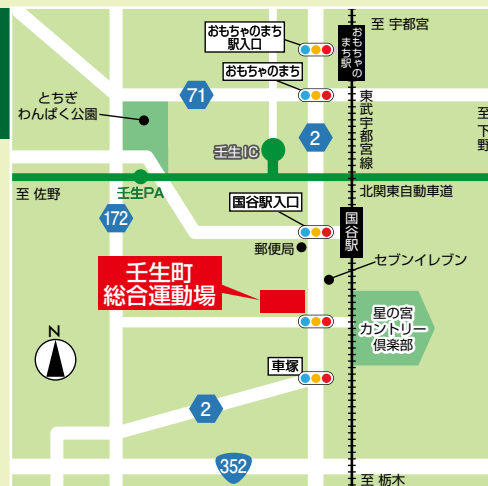 至 宇都宮
おもちゃのまち
駅入口
おもちゃの
まち駅
おもちゃのまち
とちぎ
わんぱく公園
71
2
東武宇都宮線
至
下
野
壬生IC
至 佐野
壬生PA
北関東自動車道
172
国谷駅入口
国谷駅
郵便局
セブンイレブン
壬生町
総合運動場
星の宮
カントリー
倶楽部
N
車塚
2
352
至 栃木